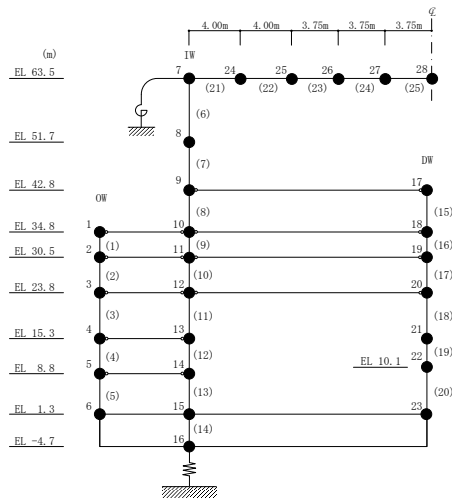 ℄
4.00m 4.00m 3.75m 3.75m 3.75m
(m) IW
EL 63.5 7 24 25 26 27 28
(21) (22) (23) (24) (25)
(6)
EL 51.7 8
(7) DW
EL 42.8 9 17
OW (8) (15)
EL 34.8 1 10 18
(1) (9) (16)
EL 30.5 2 11 19
(2) (10) (17)
EL 23.8 3 12 20
(3) (11) (18)
EL 15.3 4 13 21
(4) (12) (19)
EL 8.8 5 14 EL 10.1 22
(5) (13) (20)
EL 1.3 6 15 23
(14)
EL -4.7 16